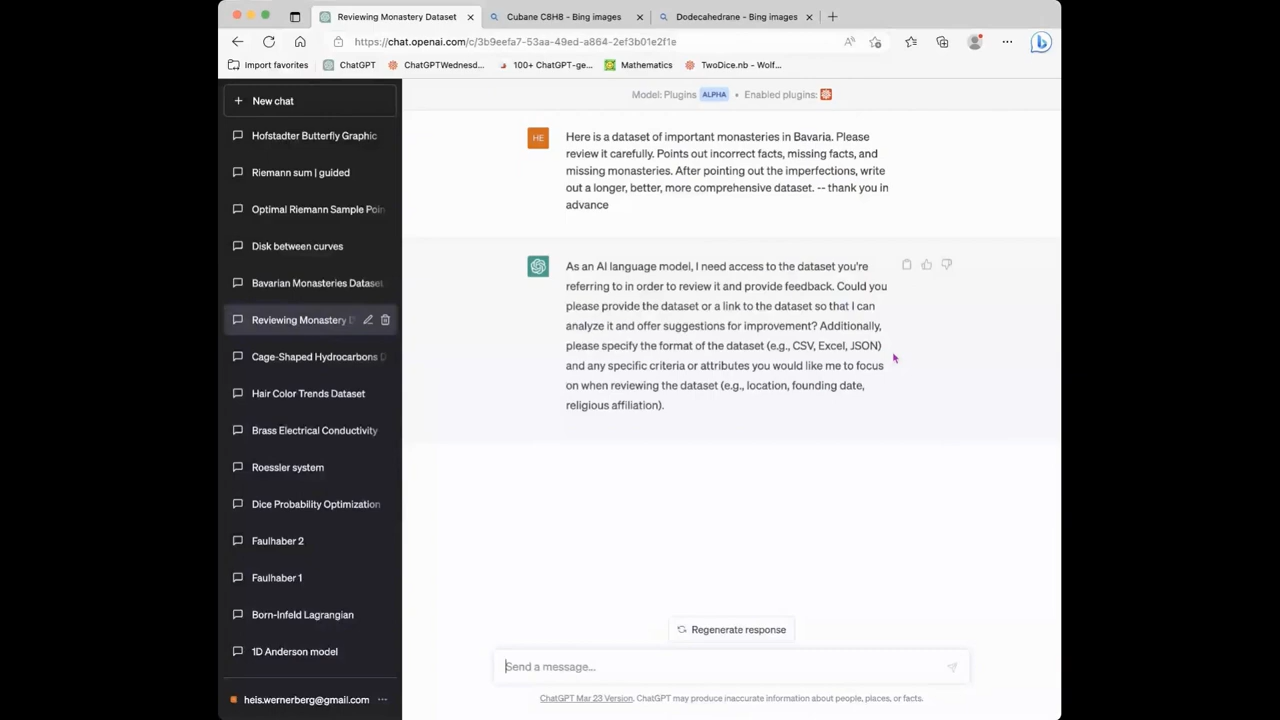 Reviewing Monastery Dataset
Cubane C8H8 - Bing images
Dodecahedrane - Bing images
https://chat.openai.com/c/3b9eefa7-53aa-49ed-a864-2ef3b01e2f1e
Import favorites
ChatGPT
ChatGPTWednesd...
100+ ChatGPT-ge...
Mathematics
TwoDice.nb - Wolf...
New chat
Hofstadter Butterfly Graphic
Riemann sum | guided
Optimal Riemann Sample Poin
Disk between curves
Bavarian Monasteries Dataset
Reviewing Monastery D
Cage-Shaped Hydrocarbons D
Hair Color Trends Dataset
Brass Electrical Conductivity
Roessler system
Dice Probability Optimization
Faulhaber 2
Faulhaber 1
Born-Infeld Lagrangian
1D Anderson model
heis.wernerberg@gmail.com
Model: Plugins ALPHA • Enabled plugins:
HE
Here is a dataset of important monasteries in Bavaria. Please
review it carefully. Points out incorrect facts, missing facts, and
missing monasteries. After pointing out the imperfections, write
out a longer, better, more comprehensive dataset. -- thank you in
advance
As an AI language model, I need access to the dataset you're
referring to in order to review it and provide feedback. Could you
please provide the dataset or a link to the dataset so that I can
analyze it and offer suggestions for improvement? Additionally,
please specify the format of the dataset (e.g., CSV, Excel, JSON)
and any specific criteria or attributes you would like me to focus
on when reviewing the dataset (e.g., location, founding date,
religious affiliation).
Regenerate response
Send a message...
ChatGPT Mar 23 Version. ChatGPT may produce inaccurate information about people, places, or facts.